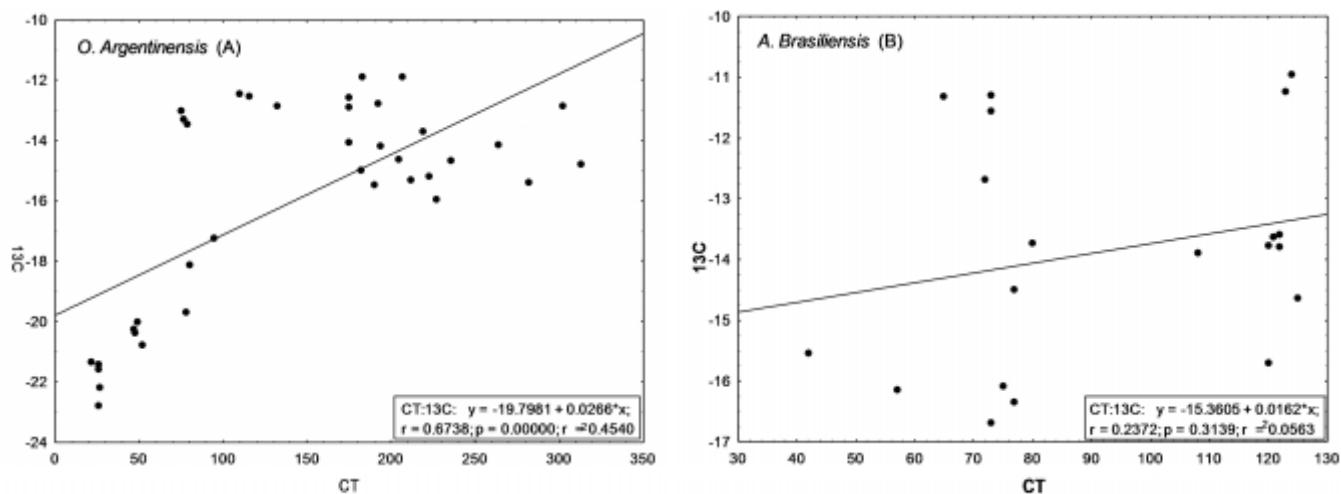 O. Argentinensis (A)
-10
-12
-14
-16
-18
-20
-22
-24
13C
0 50 100 150 200 250 300 350
CT
CT:13C: y = -19.7981 + 0.0266*x;
r = 0.6738; p = 0.00000; r ²=0.4540
A. Brasiliensis (B)
-10
-11
-12
-13
-14
-15
-16
-17
13C
30 40 50 60 70 80 90 100 110 120 130
CT
CT:13C: y = -15.3605 + 0.0162*x;
r = 0.2372; p = 0.3139; r ²=0.0563